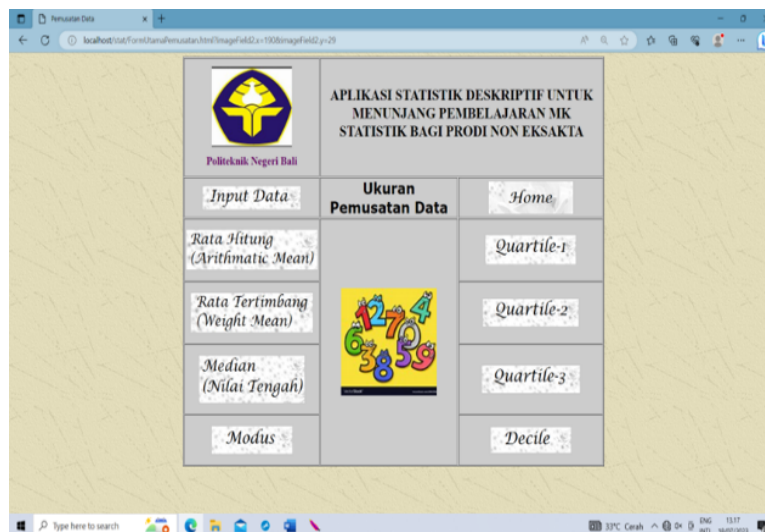 Pemusatan Data
localhost/stat/FormUtamaPemusatan.html?ImageField2.x=190&ImageField2.y=29
APLIKASI STATISTIK DESKRIPTIF UNTUK
MENUNJANG PEMBELAJARAN MK
STATISTIK BAGI PRODI NON EKSAKTA
Politeknik Negeri Bali
Input Data
Ukuran
Pemusatan Data
Home
Rata Hitung
(Arithmatic Mean)
Quartile-1
Rata Tertimbang
(Weight Mean)
Quartile-2
Median
(Nilai Tengah)
Quartile-3
Modus
Decile
Type here to search
33°C Cerah
ENG
13.17